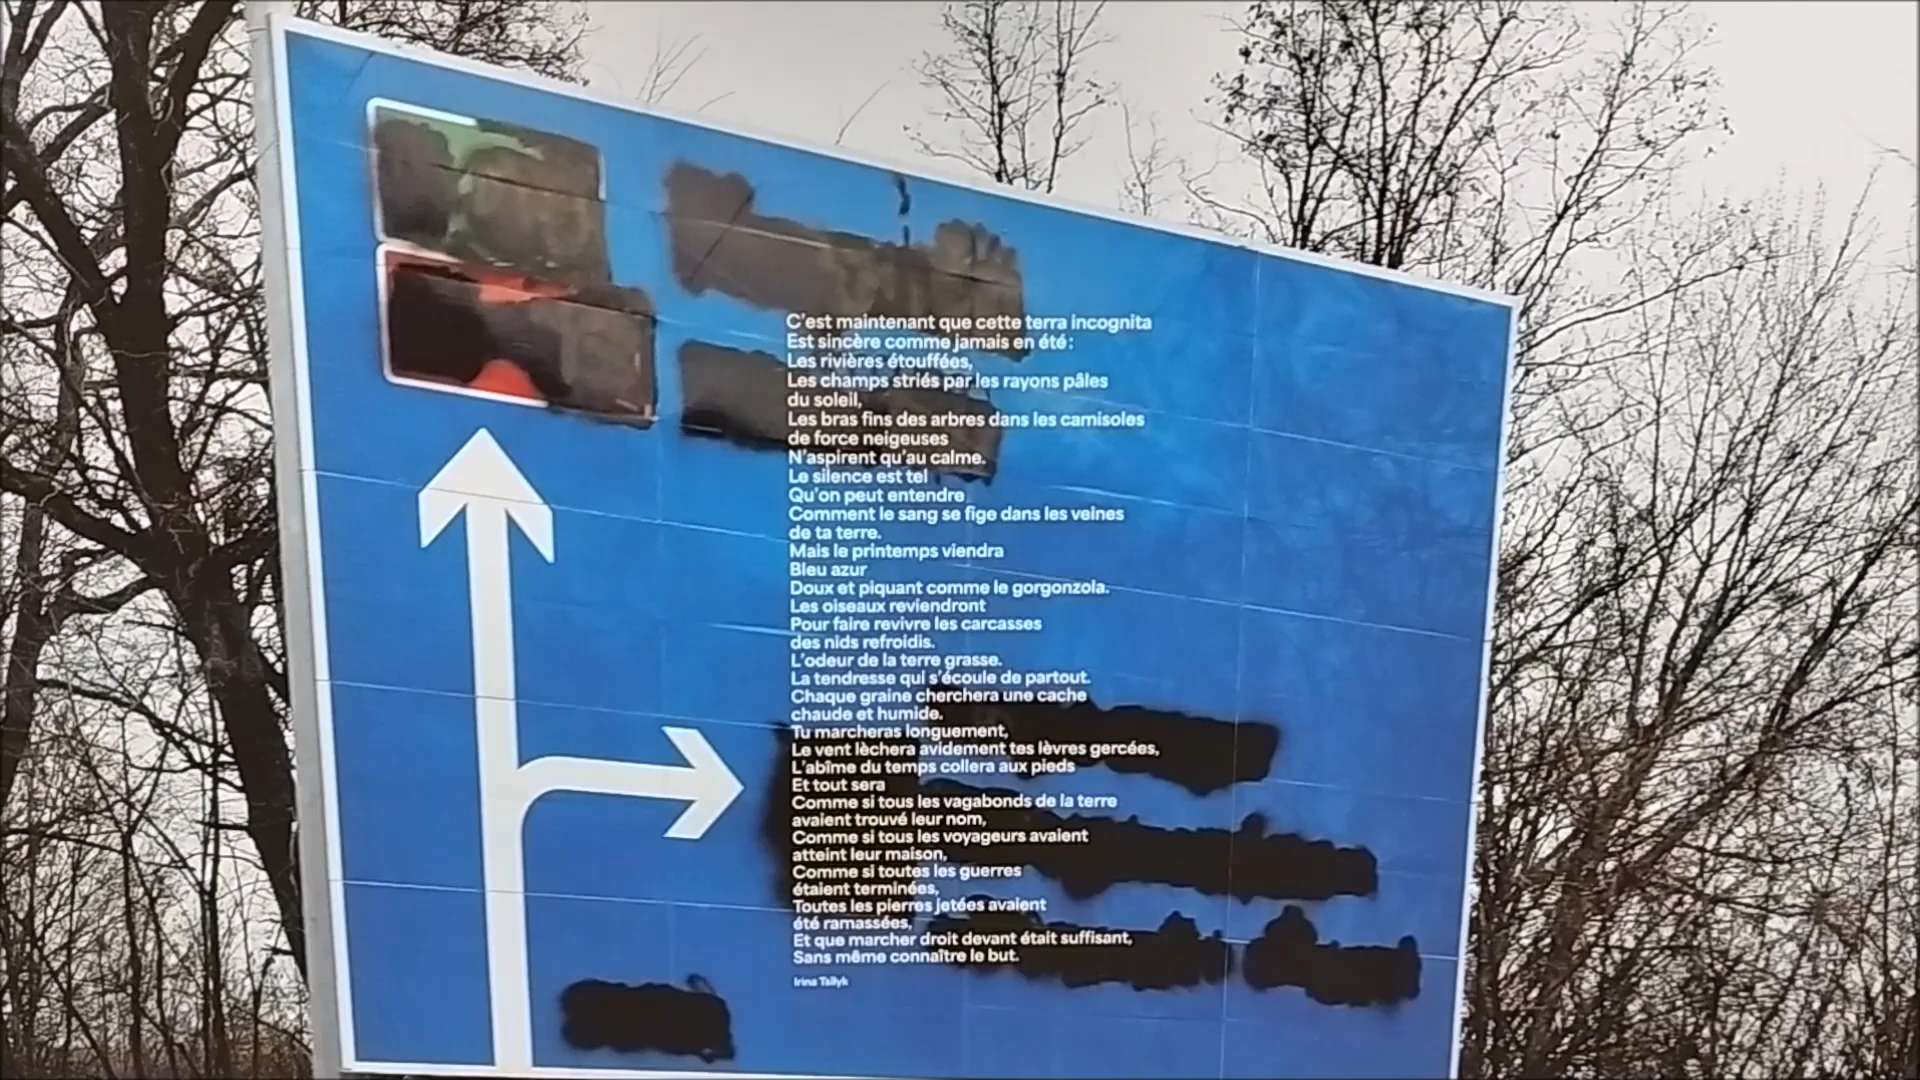 C'est maintenant que cette terra incognita
Est sincère comme jamais en été :
Les rivières étouffées,
Les champs striés par les rayons pâles
du soleil,
Les bras fins des arbres dans les camisoles
de force neigeuses
N'aspirent qu'au calme.
Le silence est tel
Qu'on peut entendre
Comment le sang se fige dans les veines
de ta terre.
Mais le printemps viendra
Bleu azur
Doux et piquant comme le gorgonzola.
Les oiseaux reviendront
Pour faire revivre les carcasses
des nids refroidis.
L'odeur de la terre grasse.
La tendresse qui s'écoule de partout.
Chaque graine cherchera une cache
chaude et humide.
Tu marcheras longuement,
Le vent lèchera avidement tes lèvres gercées,
L'abîme du temps collera aux pieds
Et tout sera
Comme si tous les vagabonds de la terre
avaient trouvé leur nom,
Comme si tous les voyageurs avaient
atteint leur maison,
Comme si toutes les guerres
étaient terminées,
Toutes les pierres jetées avaient
été ramassées,
Et que marcher droit devant était suffisant,
Sans même connaître le but.
Irina Tsilyk